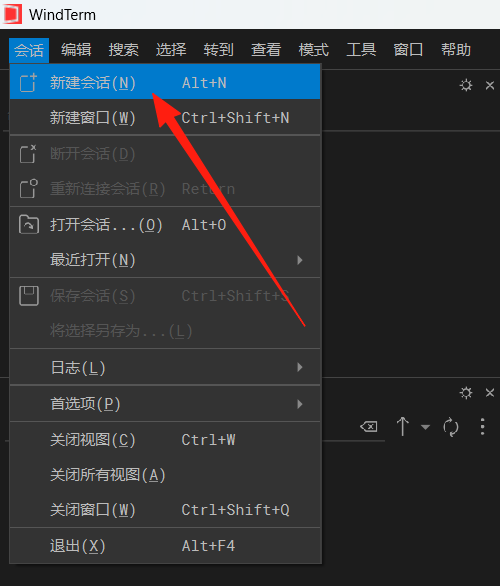 WindTerm
会话 编辑 搜索 选择 转到 查看 模式 工具 窗口 帮助
新建会话(N) Alt+N
新建窗口(W) Ctrl+Shift+N
断开会话(D)
重新连接会话(R) Return
打开会话...(O) Alt+O
最近打开(N)
保存会话(S) Ctrl+Shift+S
将选择另存为...(L)
日志(L)
首选项(P)
关闭视图(C) Ctrl+W
关闭所有视图(A)
关闭窗口(W) Ctrl+Shift+Q
退出(X) Alt+F4